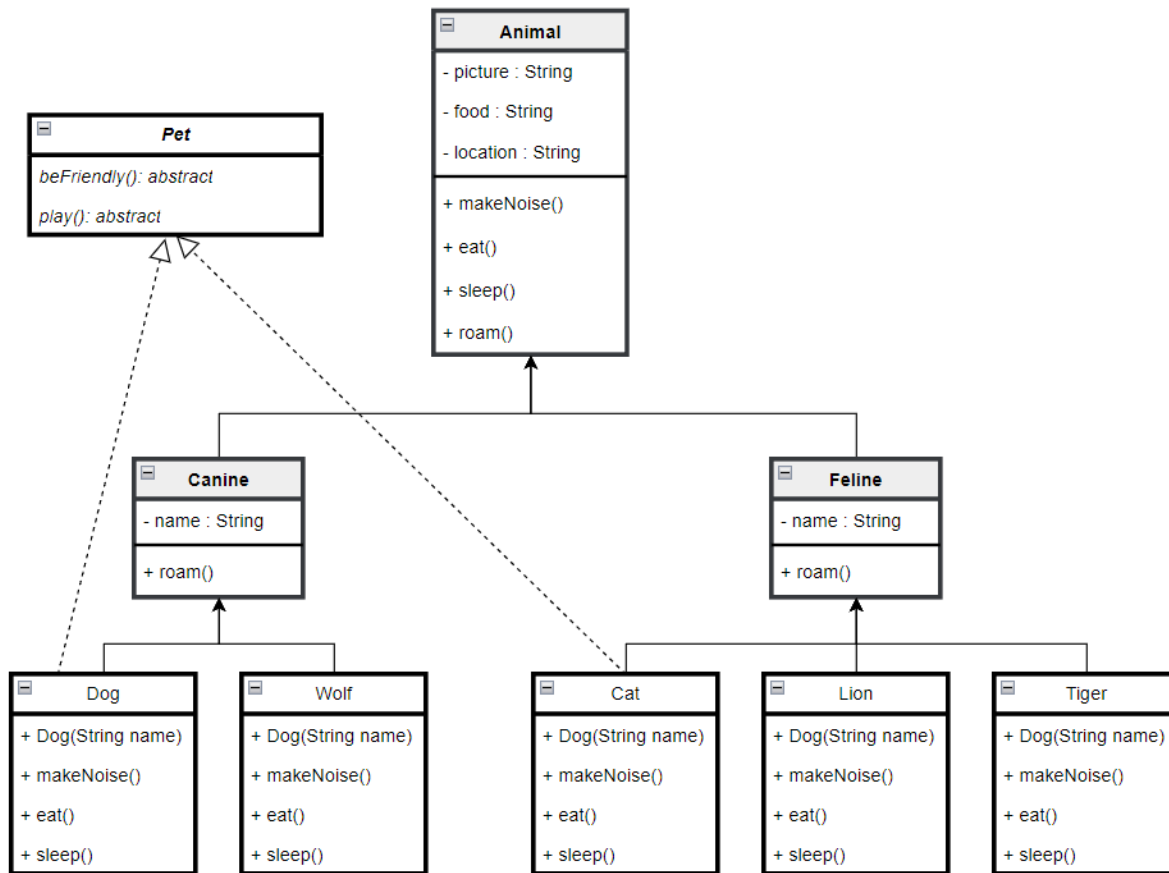 Animal
- picture : String
- food : String
- location : String
+ makeNoise()
+ eat()
+ sleep()
+ roam()
Pet
beFriendly(): abstract
play(): abstract
Canine
- name : String
+ roam()
Feline
- name : String
+ roam()
Dog
+ Dog(String name)
+ makeNoise()
+ eat()
+ sleep()
Wolf
+ Dog(String name)
+ makeNoise()
+ eat()
+ sleep()
Cat
+ Dog(String name)
+ makeNoise()
+ eat()
+ sleep()
Lion
+ Dog(String name)
+ makeNoise()
+ eat()
+ sleep()
Tiger
+ Dog(String name)
+ makeNoise()
+ eat()
+ sleep()